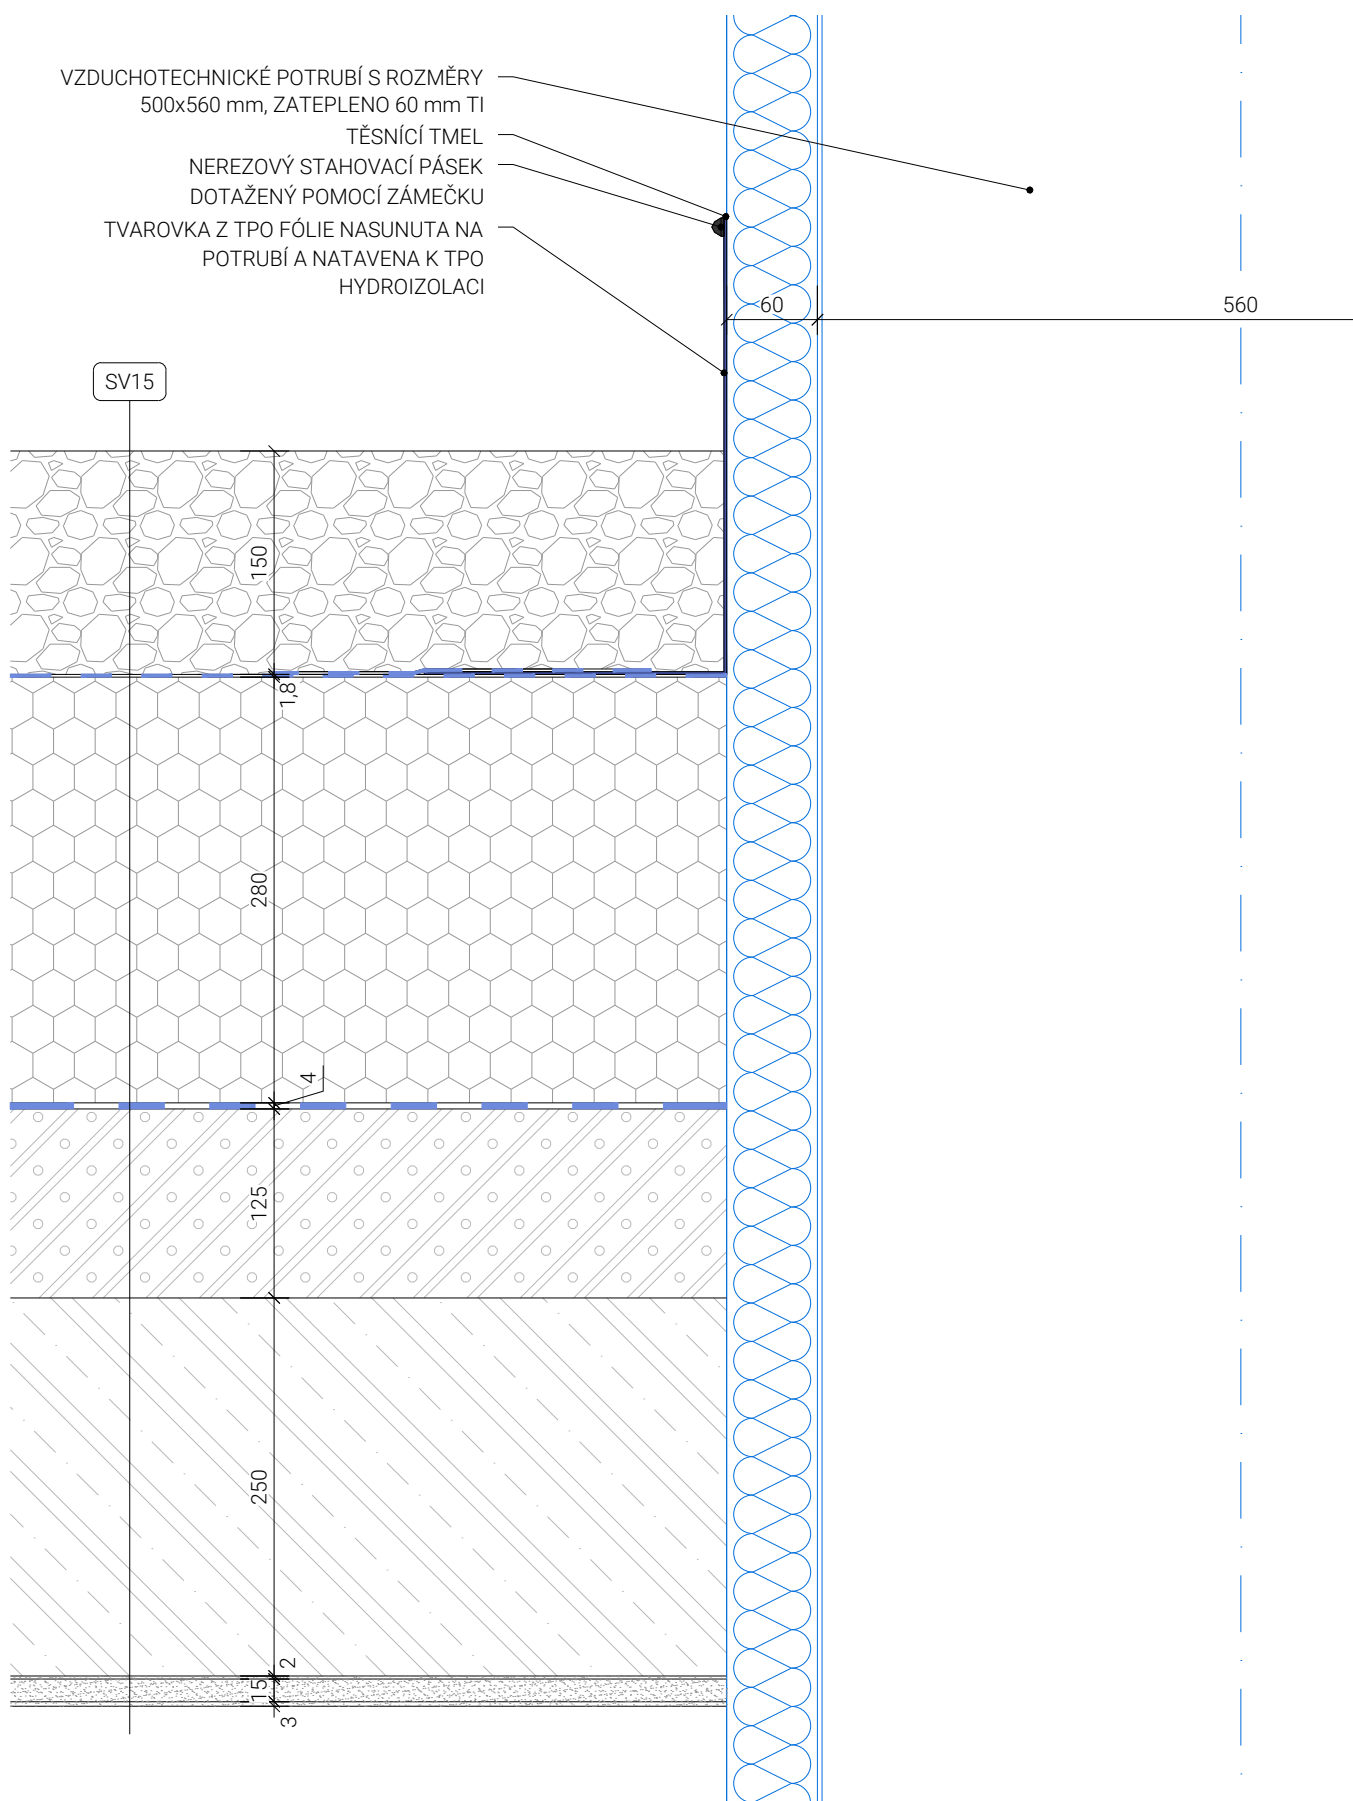 VZDUCHOTECHNICKÉ POTRUBÍ S ROZMĚRY
500x560 mm, ZATEPLENO 60 mm TI
TĚSNÍCÍ TMEL
NEREZOVÝ STAHOVACÍ PÁSEK
DOTAŽENÝ POMOCÍ ZÁMEČKU
TVAROVKA Z TPO FÓLIE NASUNUTA NA
POTRUBÍ A NATAVENA K TPO
HYDROIZOLACI
60
560
SV15
150
1,8
280
4
125
250
2
15
3